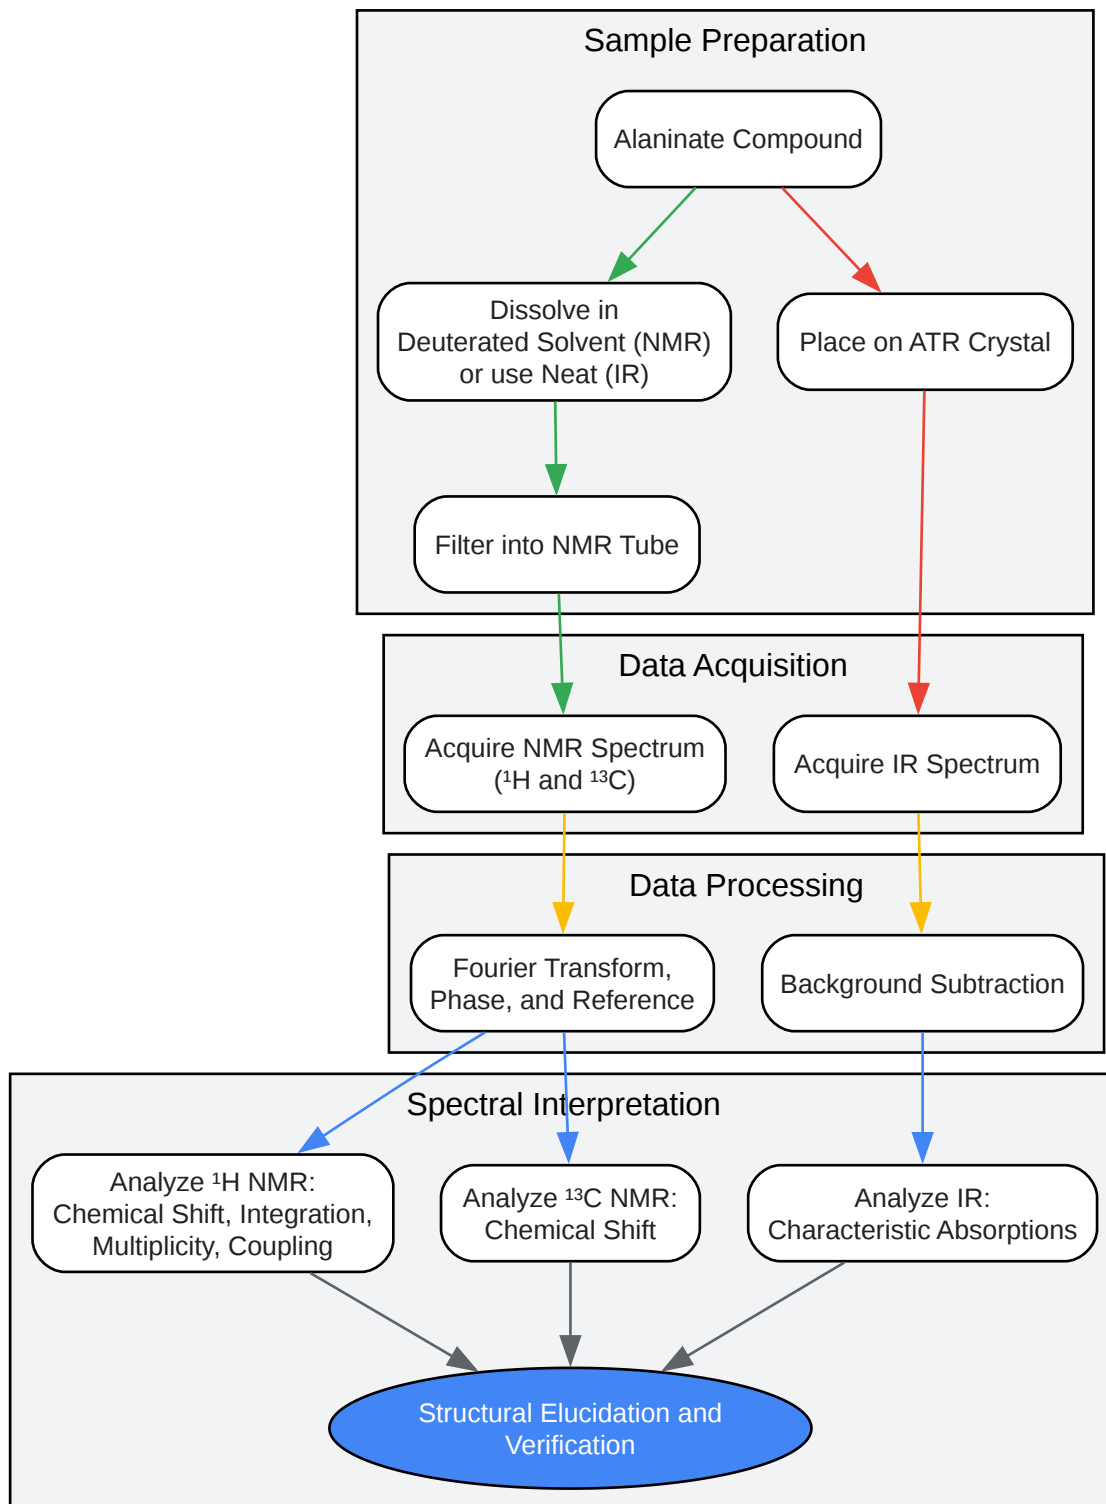 Sample Preparation
Alaninate Compound
Dissolve in
Deuterated Solvent (NMR)
or use Neat (IR)
Place on ATR Crystal
Filter into NMR Tube
Data Acquisition
Acquire NMR Spectrum
(¹H and ¹³C)
Acquire IR Spectrum
Data Processing
Fourier Transform,
Phase, and Reference
Background Subtraction
Spectral Interpretation
Analyze ¹H NMR:
Chemical Shift, Integration,
Multiplicity, Coupling
Analyze ¹³C NMR:
Chemical Shift
Analyze IR:
Characteristic Absorptions
Structural Elucidation and
Verification